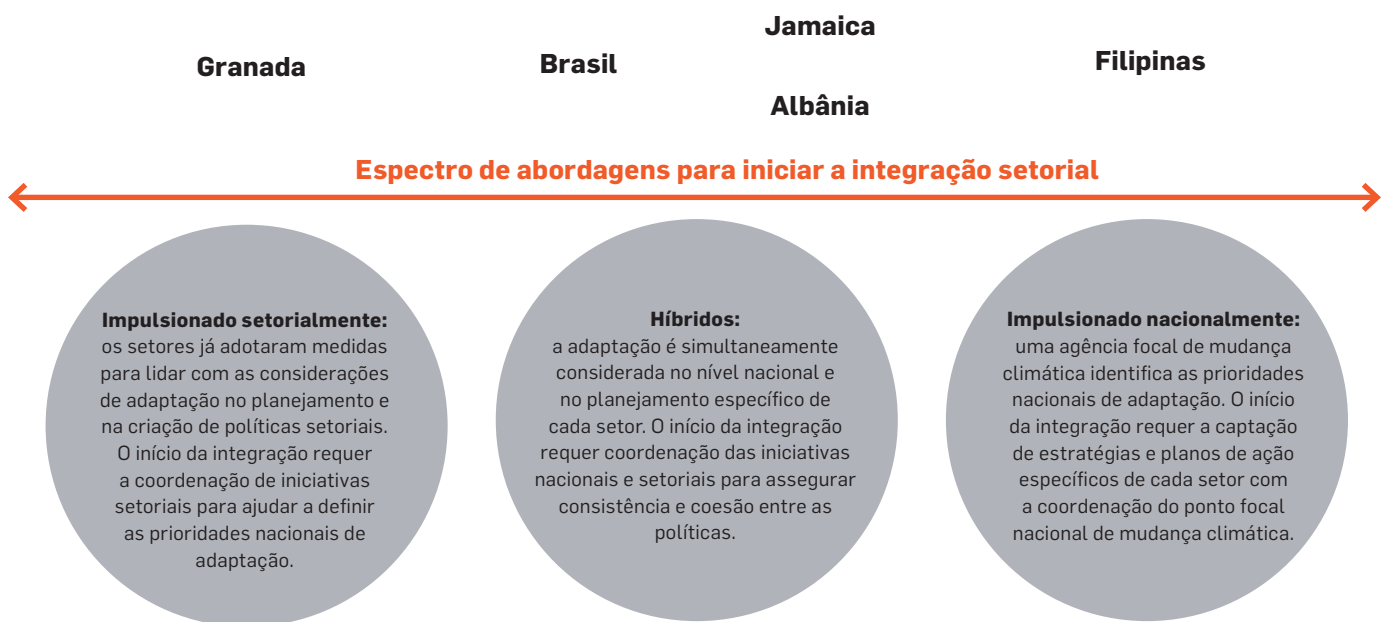 Jamaica
Granada
Brasil
Filipinas
Albânia
Espectro de abordagens para iniciar a integração setorial
Impulsionado setorialmente:
os setores já adotaram medidas
para lidar com as considerações
de adaptação no planejamento e
na criação de políticas setoriais.
O início da integração requer
a coordenação de iniciativas
setoriais para ajudar a definir
as prioridades nacionais de
adaptação.
Híbridos:
a adaptação é simultaneamente
considerada no nível nacional e
no planejamento específico de
cada setor. O início da integração
requer coordenação das iniciativas
nacionais e setoriais para assegurar
consistência e coesão entre as
políticas.
Impulsionado nacionalmente:
uma agência focal de mudança
climática identifica as prioridades
nacionais de adaptação. O início
da integração requer a captação
de estratégias e planos de ação
específicos de cada setor com
a coordenação do ponto focal
nacional de mudança climática.